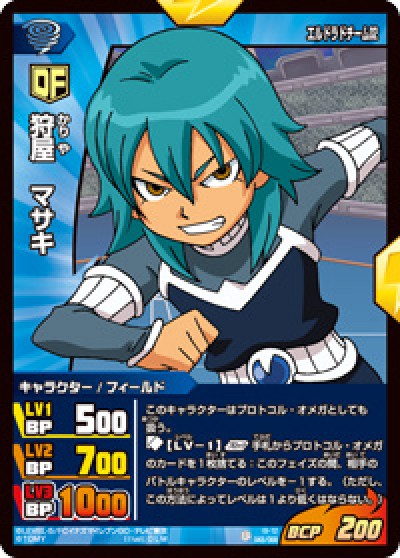 エルドラドチーム02
DF
かりや
狩屋 マサキ
キャラクター / フィールド
LV1 BP 500
LV2 BP 700
LV3 BP 1000
このキャラクターはプロトコル・オメガとしても
扱う。
【LV-1】 手札からプロトコル・オメガ
のカードを1枚捨てる:このフェイズの間、相手の
バトルキャラクターのレベルを-1する。(ただし、
この方法によってレベルは1より低くはならない。)
©TOMY
BCP 200